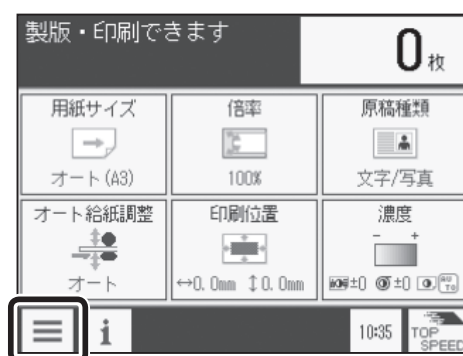 製版・印刷できます
0枚
用紙サイズ
オート(A3)
倍率
100%
原稿種類
文字/写真
オート給紙調整
オート
印刷位置
↔0.0mm ↕0.0mm
濃度
- +
±0 ±0 AUTO
i
10:35
TOP SPEED